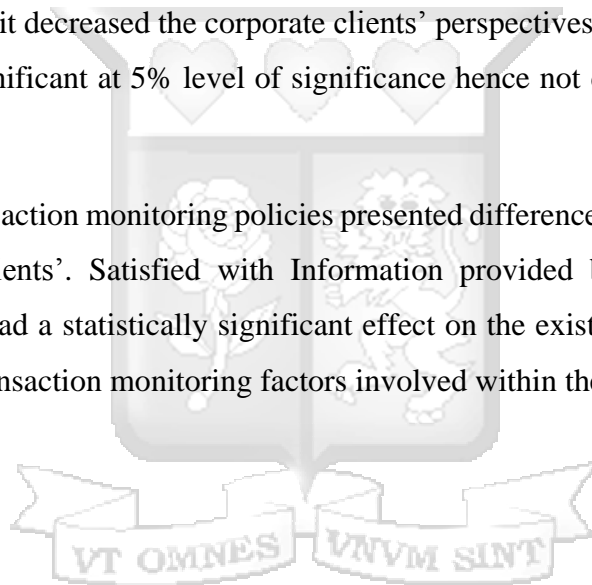 it decreased the corporate clients’ perspectives
nificant at 5% level of significance hence not
action monitoring policies presented difference
ents’. Satisfied with Information provided
ad a statistically significant effect on the exist
nsaction monitoring factors involved within the
VT OMNES VNVM SINT